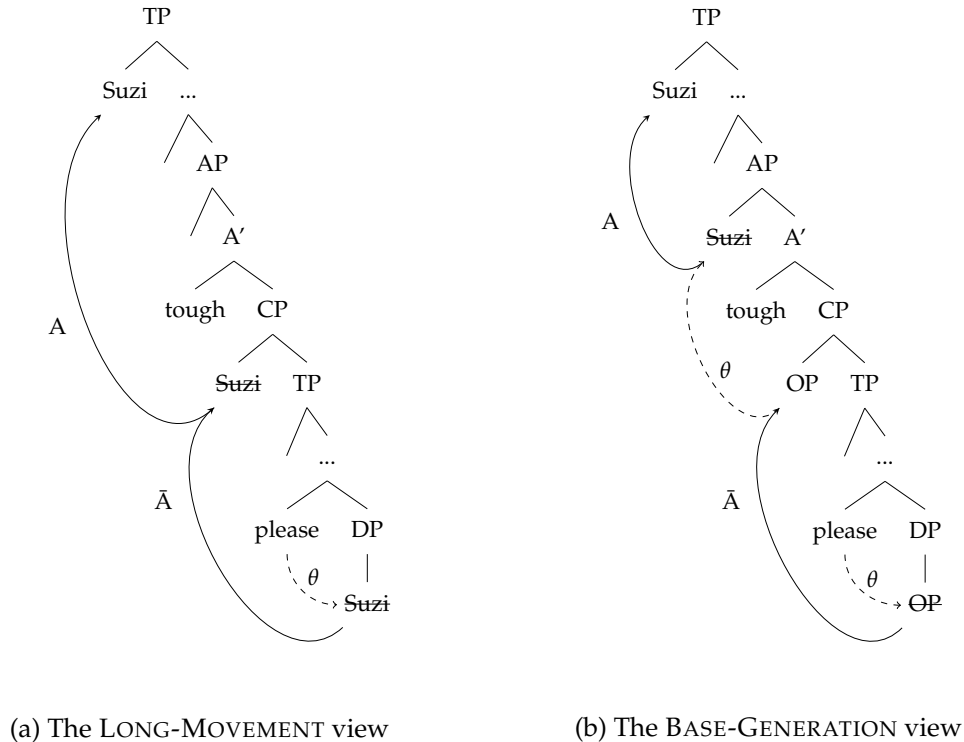 TP
Suzi ...
AP
A'
A
tough CP
Suzi TP
...
Ā
please DP
θ
Suzi
(a) The LONG-MOVEMENT view
TP
Suzi ...
AP
A
Suzi A'
tough CP
θ
OP TP
...
Ā
please DP
θ
OP
(b) The BASE-GENERATION view